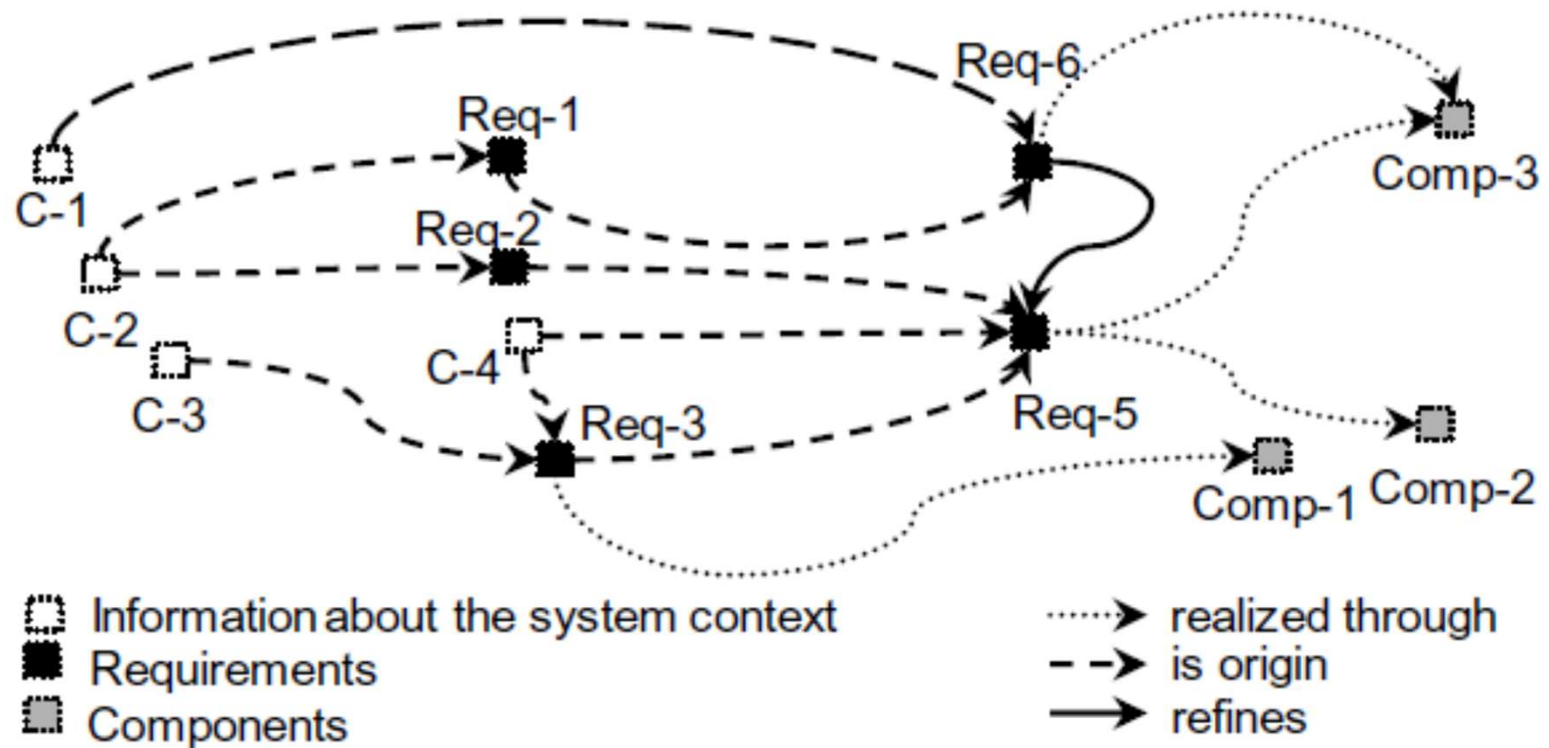 Req-6
Req-1
Comp-3
C-1
Req-2
C-2
C-4
C-3
Req-3
Req-5
Comp-1
Comp-2
Information about the system context
Requirements
Components
realized through
is origin
refines